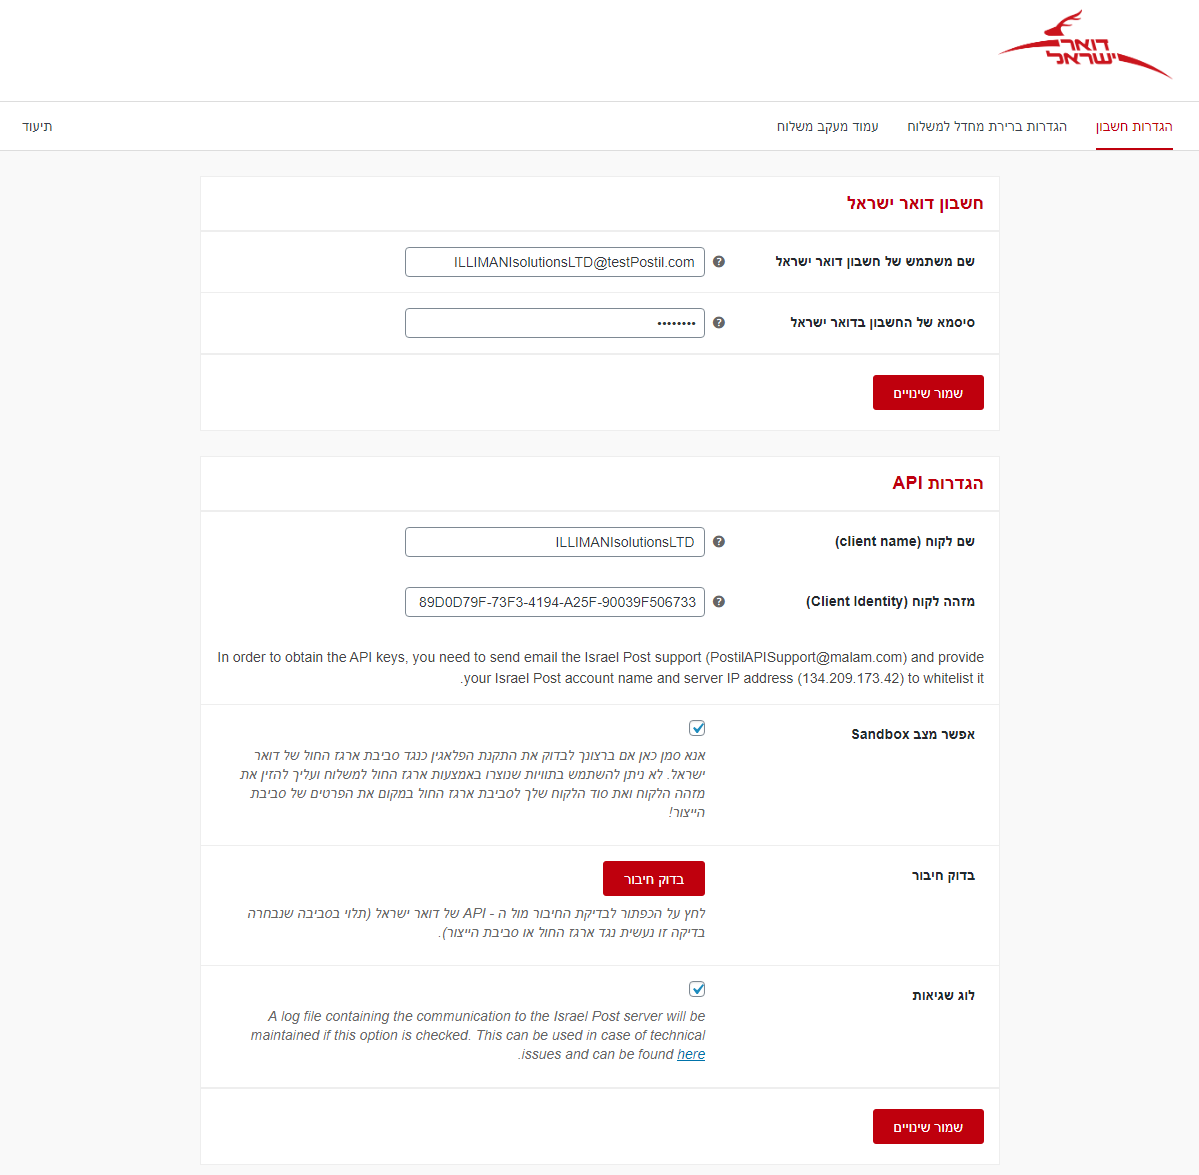 דואר
ישראל
הגדרות חשבון
הגדרות ברירת מחדל למשלוח
עמוד מעקב משלוח
תיעוד
חשבון דואר ישראל
שם משתמש של חשבון דואר ישראל
ILLIMANIsolutionsLTD@testPostil.com
סיסמא של החשבון בדואר ישראל
••••••••
שמור שינויים
הגדרות API
שם לקוח (client name)
ILLIMANIsolutionsLTD
מזהה לקוח (Client Identity)
89D0D79F-73F3-4194-A25F-90039F506733
In order to obtain the API keys, you need to send email the Israel Post support (PostilAPISupport@malam.com) and provide
.your Israel Post account name and server IP address (134.209.173.42) to whitelist it
אפשר מצב Sandbox
אנא סמן כאן אם ברצונך לבדוק את התקנת הפלאגין כנגד סביבת ארגז החול של דואר
ישראל. לא ניתן להשתמש בתוויות שנוצרו באמצעות ארגז החול למשלוח ועליך להזין את
מזהה הלקוח ואת סוד הלקוח שלך לסביבת ארגז החול במקום את הפרטים של סביבת
הייצור!
בדוק חיבור
בדוק חיבור
לחץ על הכפתור לבדיקת החיבור מול ה - API של דואר ישראל (תלוי בסביבה שנבחרה
בדיקה זו נעשית נגד ארגז החול או סביבת הייצור).
לוג שגיאות
A log file containing the communication to the Israel Post server will be
maintained if this option is checked. This can be used in case of technical
.issues and can be found here
שמור שינויים